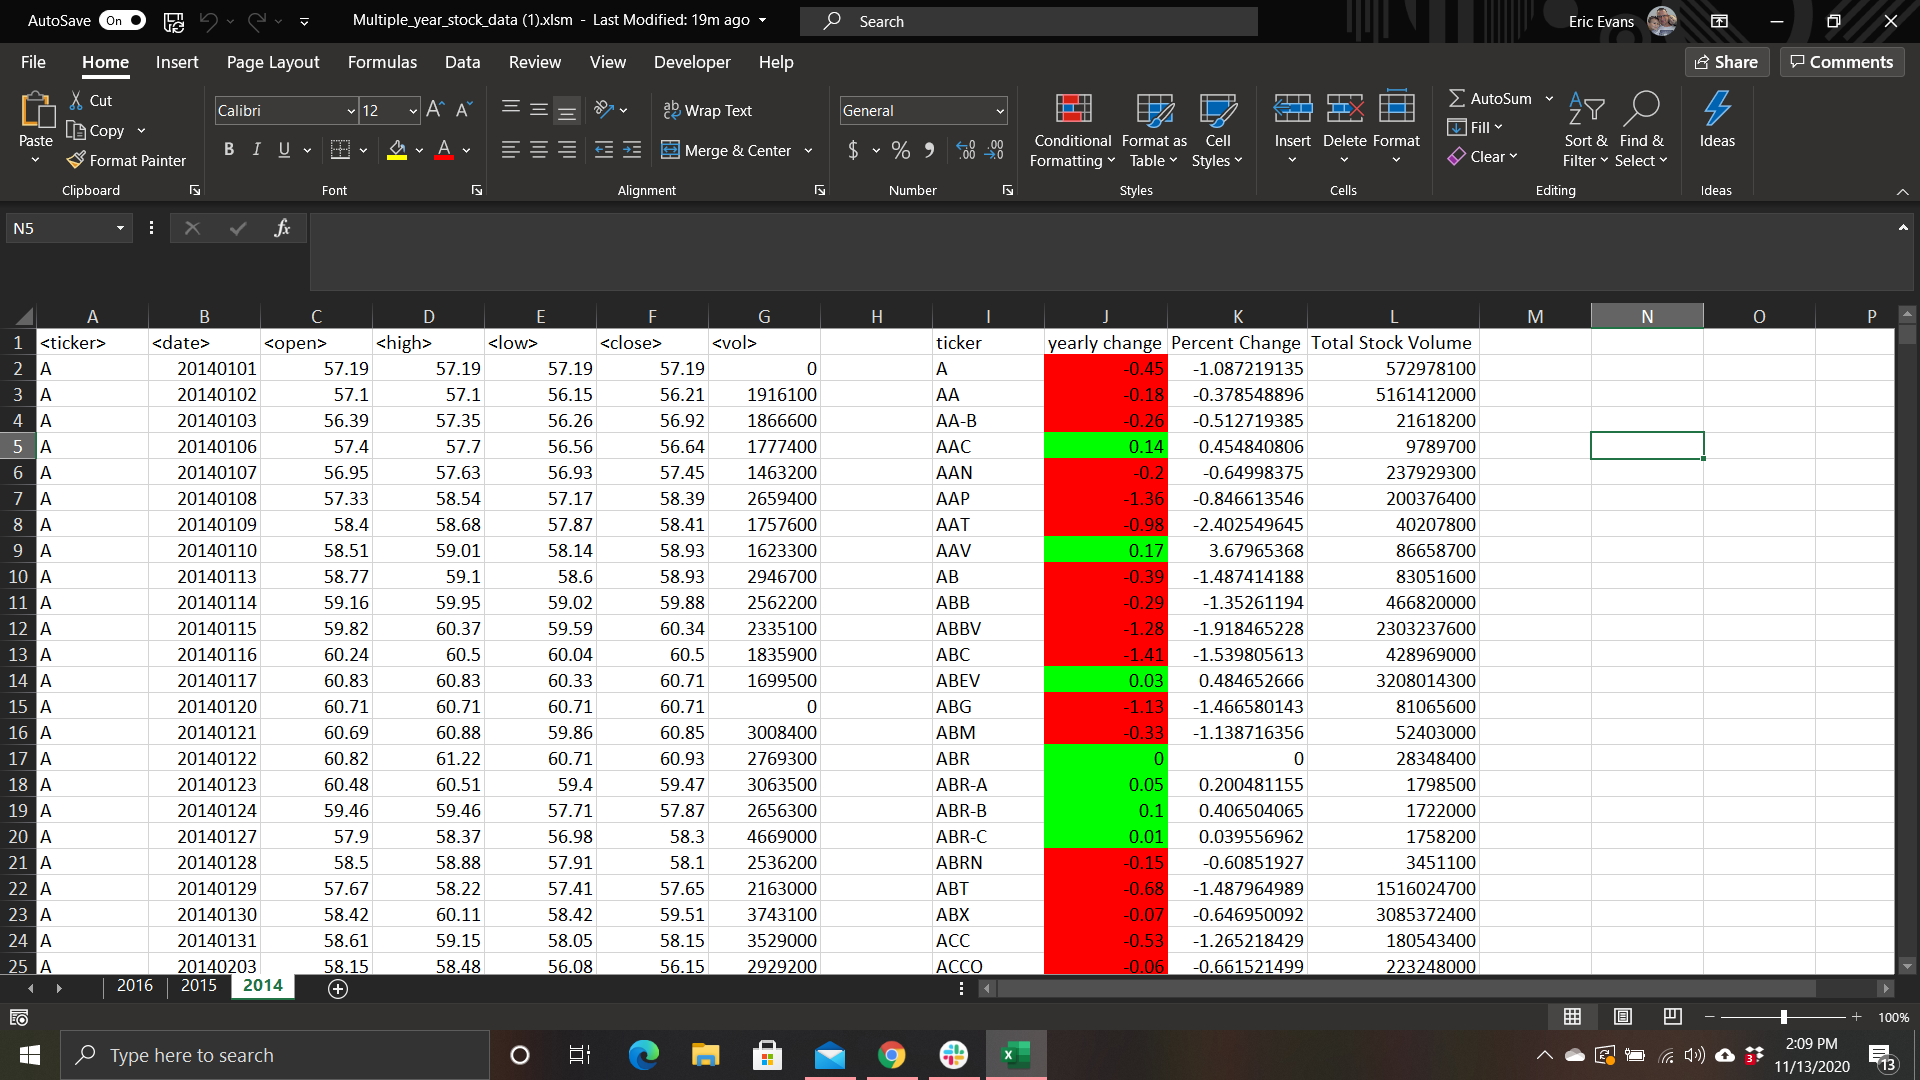 AutoSave On Multiple_year_stock_data (1).xlsm - Last Modified: 19m ago Search Eric Evans
File Home Insert Page Layout Formulas Data Review View Developer Help Share Comments
Cut
Copy
Format Painter
Paste
Clipboard
Calibri 12
B I U A
Font
ab Wrap Text
Merge & Center
Alignment
General
$ % 9
Number
Conditional Formatting Format as Table Cell Styles
Styles
Insert Delete Format
Cells
AutoSum
Fill
Clear
Sort & Filter Find & Select
Editing
Ideas
Ideas
N5 fx
A B C D E F G H I J K L M N O P
1 <ticker> <date> <open> <high> <low> <close> <vol> ticker yearly change Percent Change Total Stock Volume
2 A 20140101 57.19 57.19 57.19 57.19 0 A -0.45 -1.087219135 572978100
3 A 20140102 57.1 57.1 56.15 56.21 1916100 AA -0.18 -0.378548896 5161412000
4 A 20140103 56.39 57.35 56.26 56.92 1866600 AA-B -0.26 -0.512719385 21618200
5 A 20140106 57.4 57.7 56.56 56.64 1777400 AAC 0.14 0.454840806 9789700
6 A 20140107 56.95 57.63 56.93 57.45 1463200 AAN -0.2 -0.64998375 237929300
7 A 20140108 57.33 58.54 57.17 58.39 2659400 AAP -1.36 -0.846613546 200376400
8 A 20140109 58.4 58.68 57.87 58.41 1757600 AAT -0.98 -2.402549645 40207800
9 A 20140110 58.51 59.01 58.14 58.93 1623300 AAV 0.17 3.67965368 86658700
10 A 20140113 58.77 59.1 58.6 58.93 2946700 AB -0.39 -1.487414188 83051600
11 A 20140114 59.16 59.95 59.02 59.88 2562200 ABB -0.29 -1.35261194 466820000
12 A 20140115 59.82 60.37 59.59 60.34 2335100 ABBV -1.28 -1.918465228 2303237600
13 A 20140116 60.24 60.5 60.04 60.5 1835900 ABC -1.41 -1.539805613 428969000
14 A 20140117 60.83 60.83 60.33 60.71 1699500 ABEV 0.03 0.484652666 3208014300
15 A 20140120 60.71 60.71 60.71 60.71 0 ABG -1.13 -1.466580143 81065600
16 A 20140121 60.69 60.88 59.86 60.85 3008400 ABM -0.33 -1.138716356 52403000
17 A 20140122 60.82 61.22 60.71 60.93 2769300 ABR 0 0 28348400
18 A 20140123 60.48 60.51 59.4 59.47 3063500 ABR-A 0.05 0.200481155 1798500
19 A 20140124 59.46 59.46 57.71 57.87 2656300 ABR-B 0.1 0.406504065 1722000
20 A 20140127 57.9 58.37 56.98 58.3 4669000 ABR-C 0.01 0.039556962 1758200
21 A 20140128 58.5 58.88 57.91 58.1 2536200 ABRN -0.15 -0.60851927 3451100
22 A 20140129 57.67 58.22 57.41 57.65 2163000 ABT -0.68 -1.487964989 1516024700
23 A 20140130 58.42 60.11 58.42 59.51 3743100 ABX -0.07 -0.646950092 3085372400
24 A 20140131 58.61 59.15 58.05 58.15 3529000 ACC -0.53 -1.265218429 180543400
25 A 20140203 58.15 58.48 56.08 56.15 2929200 ACCO -0.06 -0.661521499 223248000
2016 2015 2014
100%
Type here to search
2:09 PM
11/13/2020
3
13